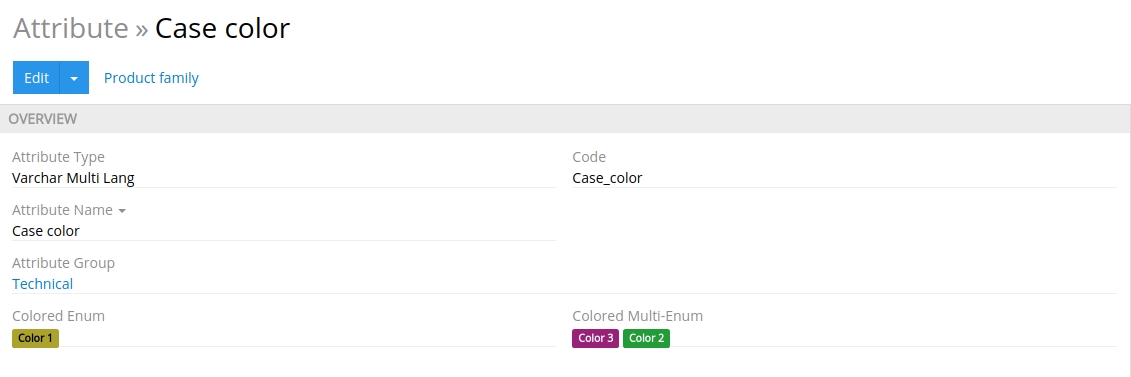 Attribute » Case color
Edit Product family
OVERVIEW
Attribute Type Code
Varchar Multi Lang Case_color
Attribute Name
Case color
Attribute Group
Technical
Colored Enum Colored Multi-Enum
Color 1 Color 3 Color 2